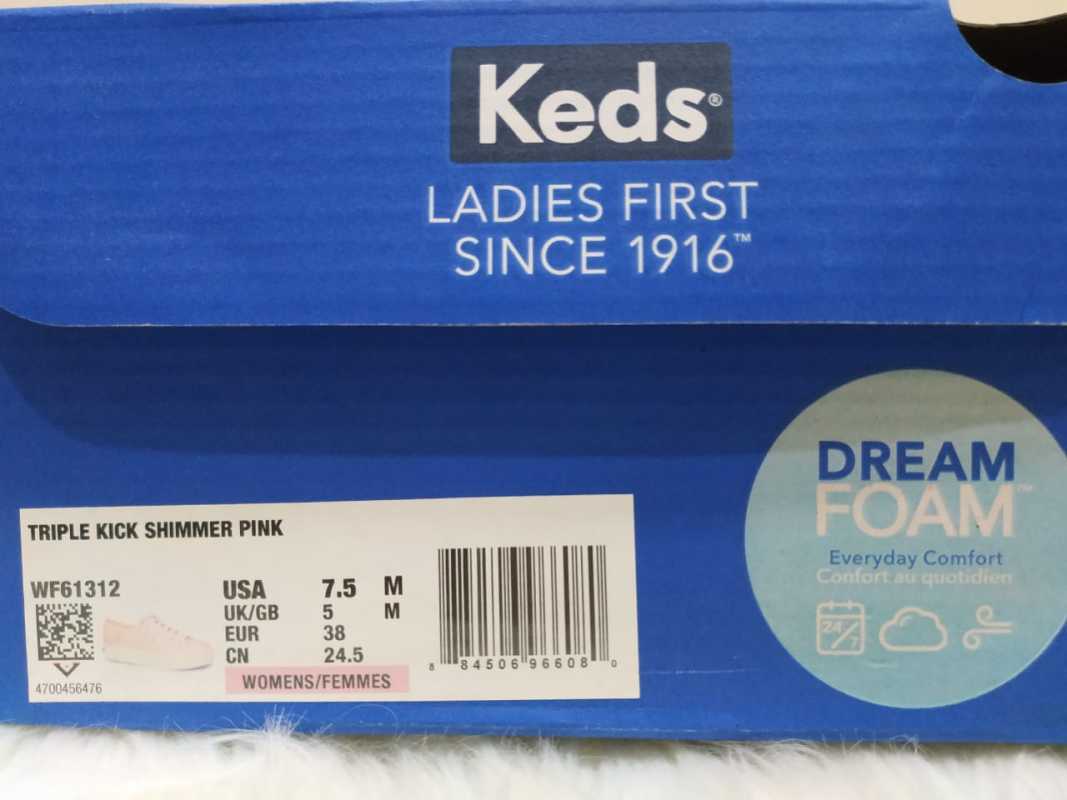 Keds®
LADIES FIRST
SINCE 1916™
DREAM
FOAM™
Everyday Comfort
Confort au quotidien
24/7
TRIPLE KICK SHIMMER PINK
WF61312
USA 7.5 M
UK/GB 5 M
EUR 38
CN 24.5
WOMENS/FEMMES
4700456476
8 84506 96608 0